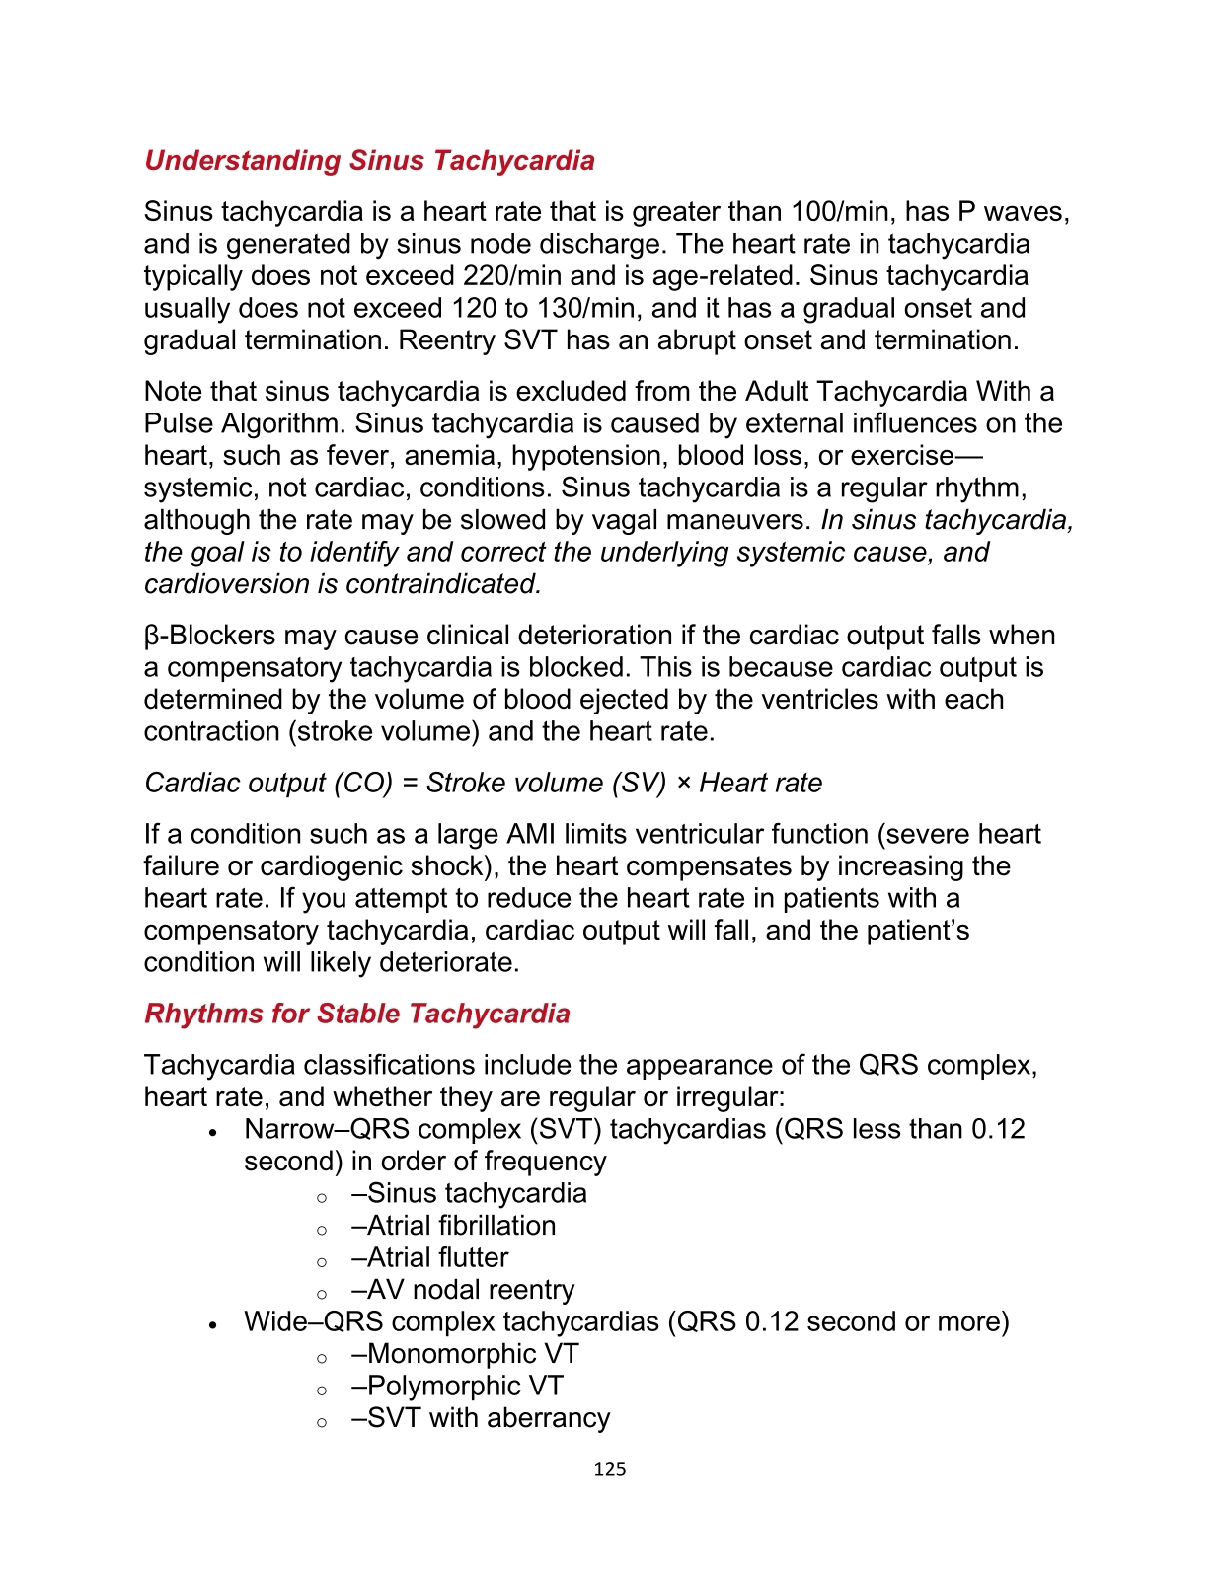 Understanding Sinus Tachycardia
Sinus tachycardia is a heart rate that is greater than 100/min, has P waves,
and is generated by sinus node discharge. The heart rate in tachycardia
typically does not exceed 220/min and is age-related. Sinus tachycardia
usually does not exceed 120 to 130/min, and it has a gradual onset and
gradual termination. Reentry SVT has an abrupt onset and termination.
Note that sinus tachycardia is excluded from the Adult Tachycardia With a
Pulse Algorithm. Sinus tachycardia is caused by external influences on the
heart, such as fever, anemia, hypotension, blood loss, or exercise—
systemic, not cardiac, conditions. Sinus tachycardia is a regular rhythm,
although the rate may be slowed by vagal maneuvers. In sinus tachycardia,
the goal is to identify and correct the underlying systemic cause, and
cardioversion is contraindicated.
β-Blockers may cause clinical deterioration if the cardiac output falls when
a compensatory tachycardia is blocked. This is because cardiac output is
determined by the volume of blood ejected by the ventricles with each
contraction (stroke volume) and the heart rate.
Cardiac output (CO) = Stroke volume (SV) × Heart rate
If a condition such as a large AMI limits ventricular function (severe heart
failure or cardiogenic shock), the heart compensates by increasing the
heart rate. If you attempt to reduce the heart rate in patients with a
compensatory tachycardia, cardiac output will fall, and the patient's
condition will likely deteriorate.
Rhythms for Stable Tachycardia
Tachycardia classifications include the appearance of the QRS complex,
heart rate, and whether they are regular or irregular:
• Narrow–QRS complex (SVT) tachycardias (QRS less than 0.12
second) in order of frequency
o –Sinus tachycardia
o –Atrial fibrillation
o –Atrial flutter
o –AV nodal reentry
• Wide–QRS complex tachycardias (QRS 0.12 second or more)
o –Monomorphic VT
o –Polymorphic VT
o –SVT with aberrancy
125